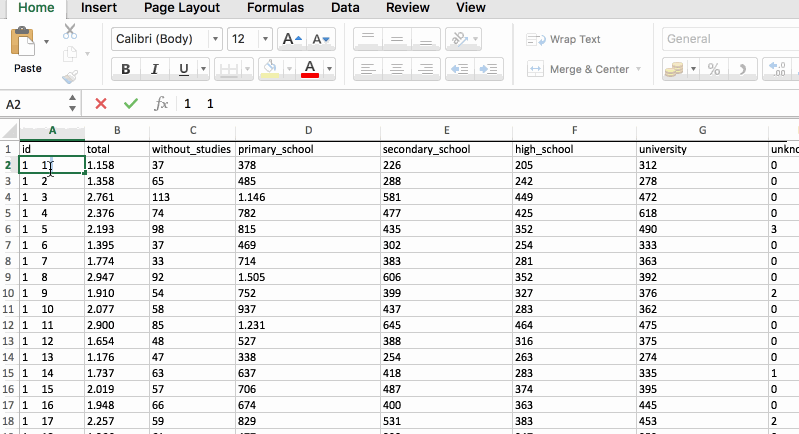 Home Insert Page Layout Formulas Data Review View
Calibri (Body) 12 A A Wrap Text General
Paste B I U A Merge & Center % .00
A2 fx 1 1
A B C D E F G
1 id total without_studies primary_school secondary_school high_school university unkno
2 1 1 1.158 37 378 226 205 312 0
3 1 2 1.358 65 485 288 242 278 0
4 1 3 2.761 113 1.146 581 449 472 0
5 1 4 2.376 74 782 477 425 618 0
6 1 5 2.193 98 815 435 352 490 3
7 1 6 1.395 37 469 302 254 333 0
8 1 7 1.774 33 714 383 281 363 0
9 1 8 2.947 92 1.505 606 352 392 0
10 1 9 1.910 54 752 399 327 376 2
11 1 10 2.077 58 937 437 283 362 0
12 1 11 2.900 85 1.231 645 464 475 0
13 1 12 1.654 48 527 388 316 375 0
14 1 13 1.176 47 338 254 263 274 0
15 1 14 1.737 63 637 418 283 335 1
16 1 15 2.019 57 706 487 374 395 0
17 1 16 1.948 66 674 400 363 445 0
18 1 17 2.257 59 829 531 383 453 2